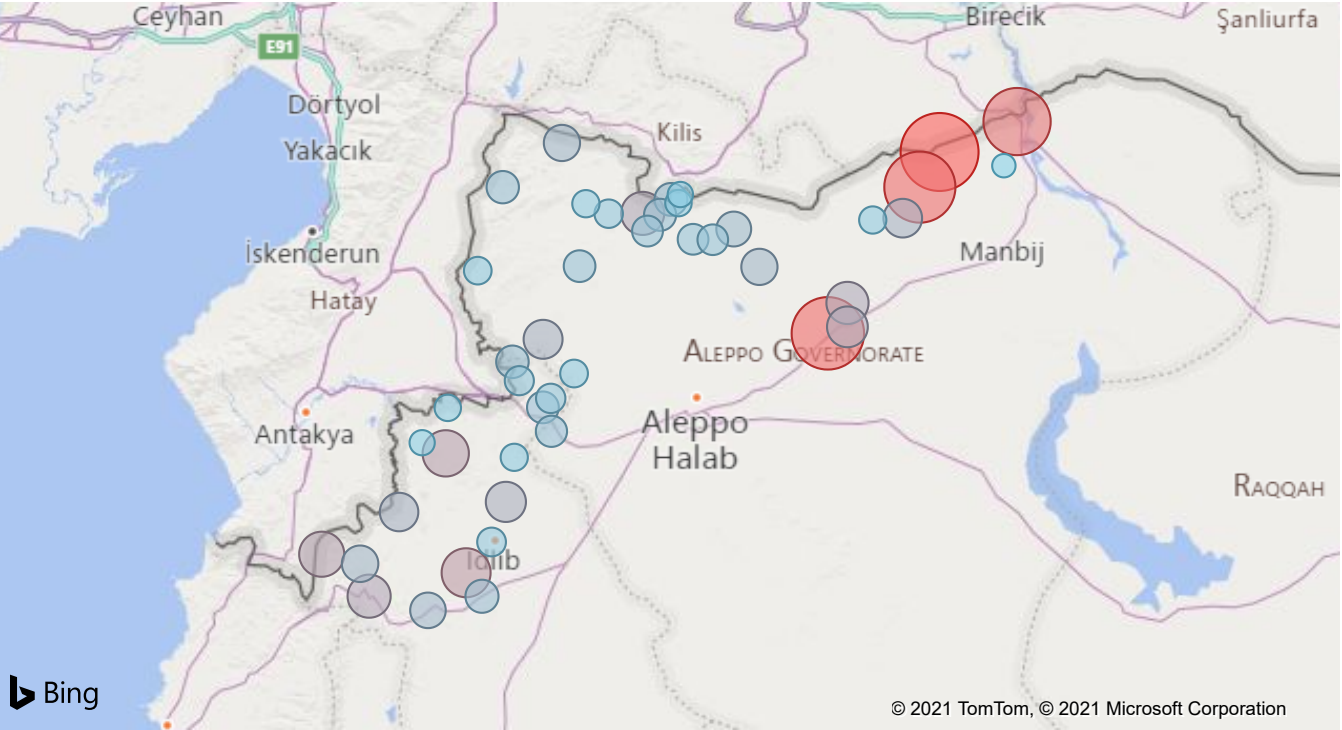 Ceyhan
Birecik
Şanliurfa
E91
Dörtyol
Kilis
Yakacık
İskenderun
Manbij
Hatay
ALEPPO GOVERNORATE
Antakya
Aleppo
Halab
RAQQAH
Idlib
Bing
© 2021 TomTom, © 2021 Microsoft Corporation